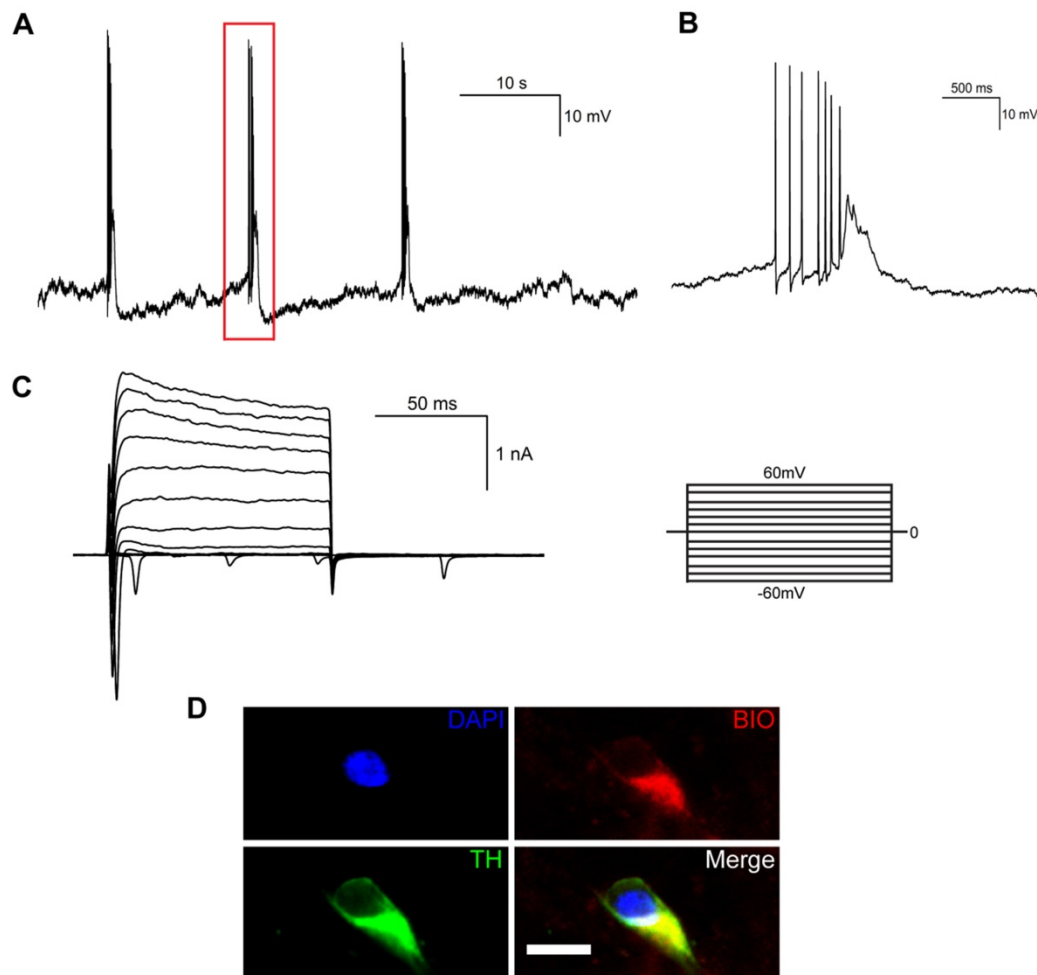 A
10 s
10 mV
B
500 ms
10 mV
C
50 ms
1 nA
60mV
0
-60mV
D
DAPI
BIO
TH
Merge